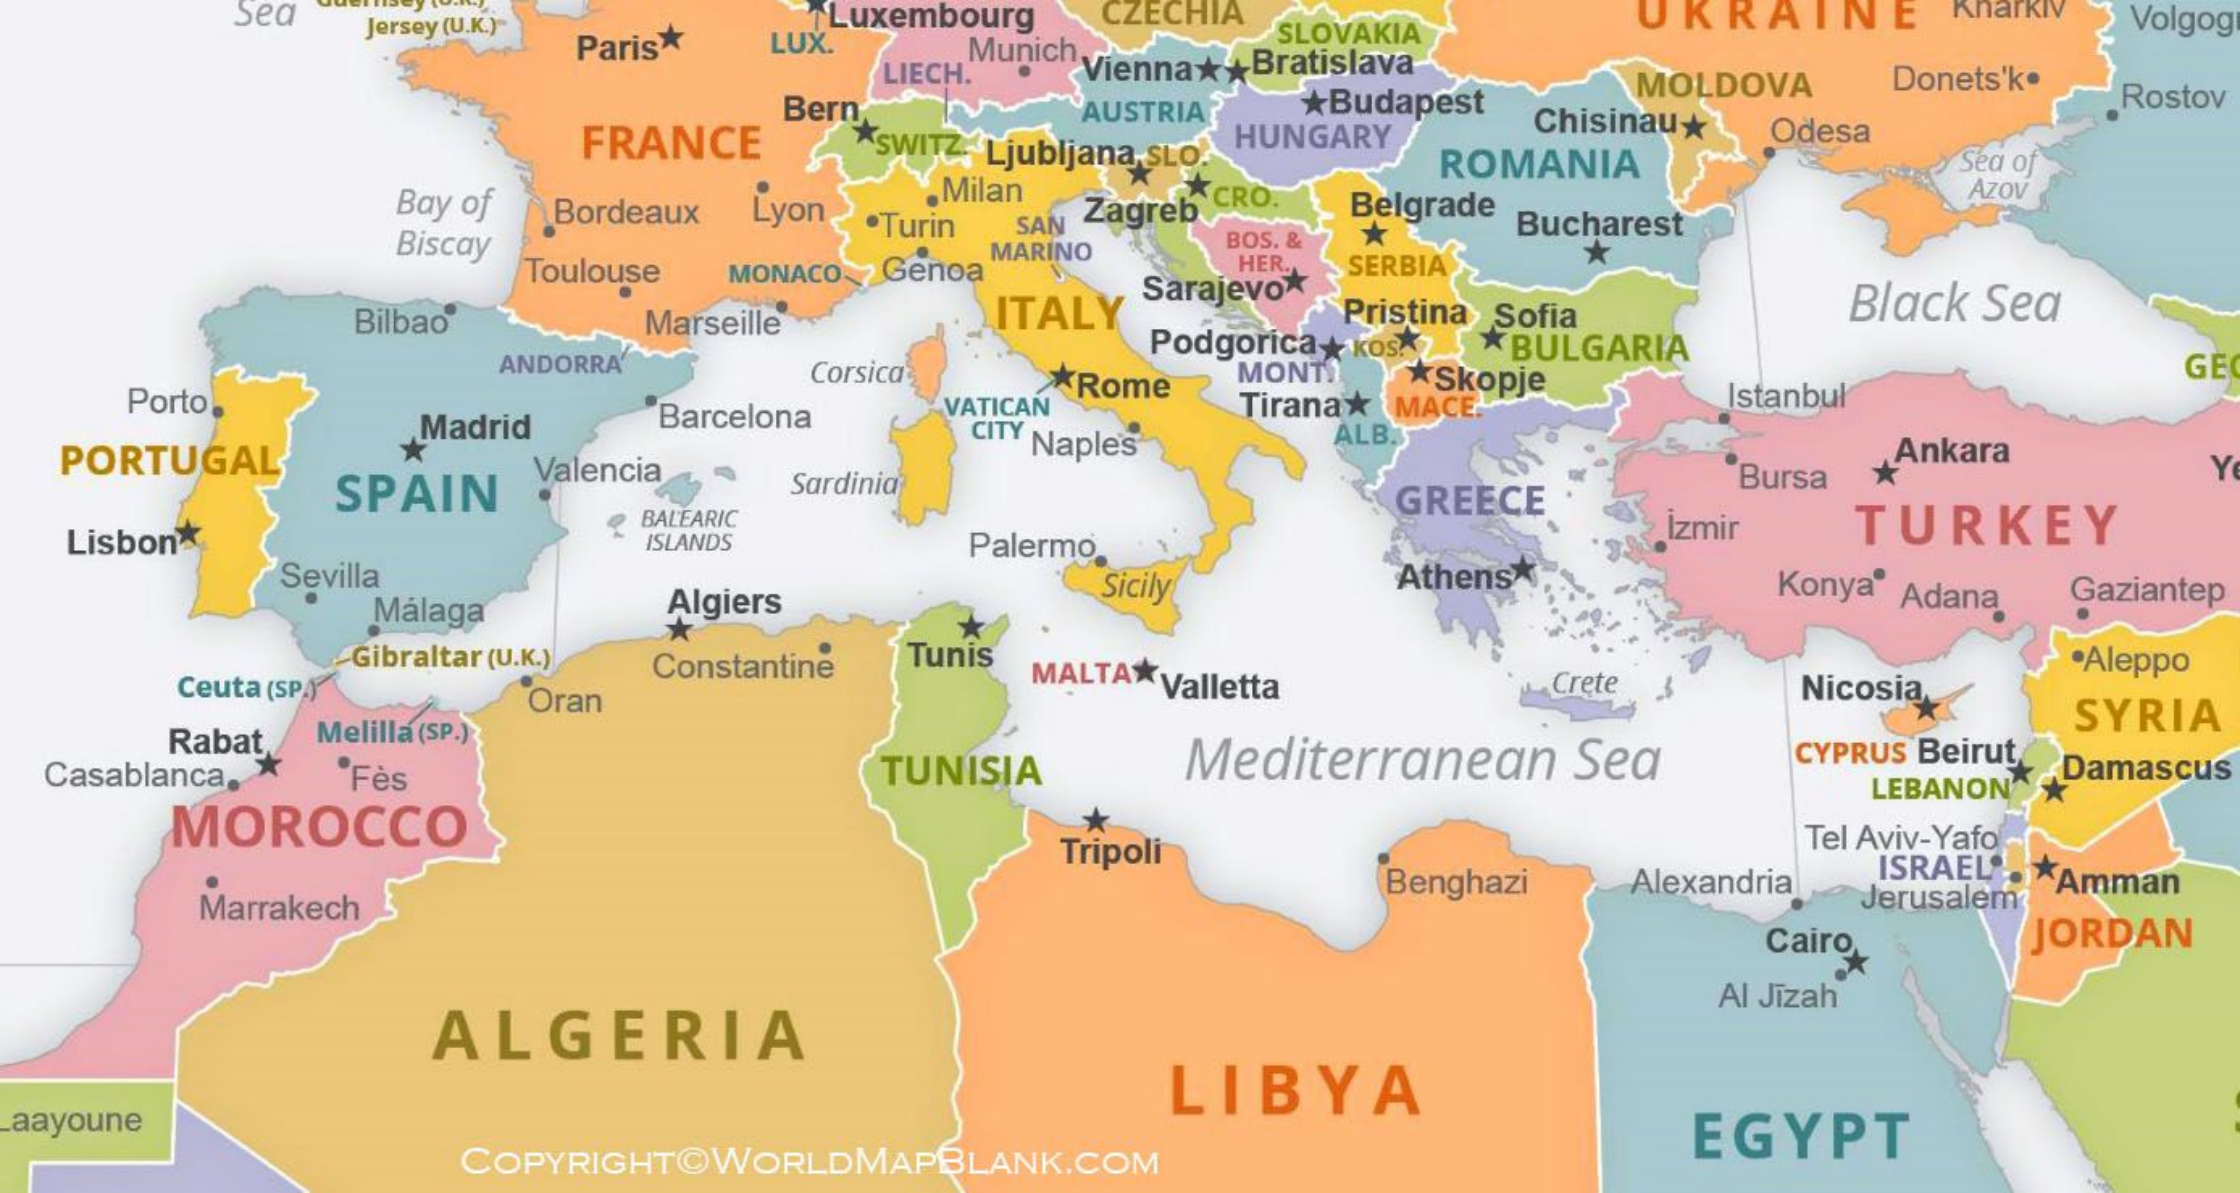 Sea
Guernsey (U.K.)
Jersey (U.K.)
Paris
Luxembourg
LUX.
CZECHIA
SLOVAKIA
UKRAINE
Kharkiv
Munich
LIECH.
Vienna
Bratislava
MOLDOVA
Donets'k
Rostov
Bern
AUSTRIA
Budapest
HUNGARY
Chisinau
Odesa
FRANCE
SWITZ.
Ljubljana
SLO.
ROMANIA
Sea of
Azov
Bay of
Biscay
Bordeaux
Lyon
Milan
Turin
SAN
MARINO
Zagreb
CRO.
Belgrade
Bucharest
BOS. &
HER.
SERBIA
Toulouse
MONACO
Genoa
Sarajevo
Black Sea
Bilbao
Marseille
ITALY
Pristina
Sofia
BULGARIA
Podgorica
KOS.
ANDORRA
Corsica
MONT.
Skopje
Porto
Barcelona
VATICAN
CITY
Rome
Tirana
MACE.
Istanbul
Madrid
Naples
ALB.
Ankara
PORTUGAL
Valencia
Sardinia
Bursa
SPAIN
GREECE
BALEARIC
ISLANDS
TURKEY
İzmir
Lisbon
Palermo
Sevilla
Sicily
Athens
Konya
Adana
Gaziantep
Málaga
Algiers
Gibraltar (U.K.)
Constantine
Tunis
Aleppo
Ceuta (SP.)
Oran
MALTA
Valletta
Crete
Nicosia
SYRIA
Rabat
Melilla (SP.)
Mediterranean Sea
CYPRUS
Beirut
Casablanca
Fès
TUNISIA
LEBANON
Damascus
MOROCCO
Tripoli
Tel Aviv-Yafo
ISRAEL
Marrakech
Benghazi
Alexandria
Jerusalem
Amman
JORDAN
Cairo
Al Jīzah
ALGERIA
LIBYA
EGYPT
Laayoune
COPYRIGHT©WORLDMAPBLANK.COM